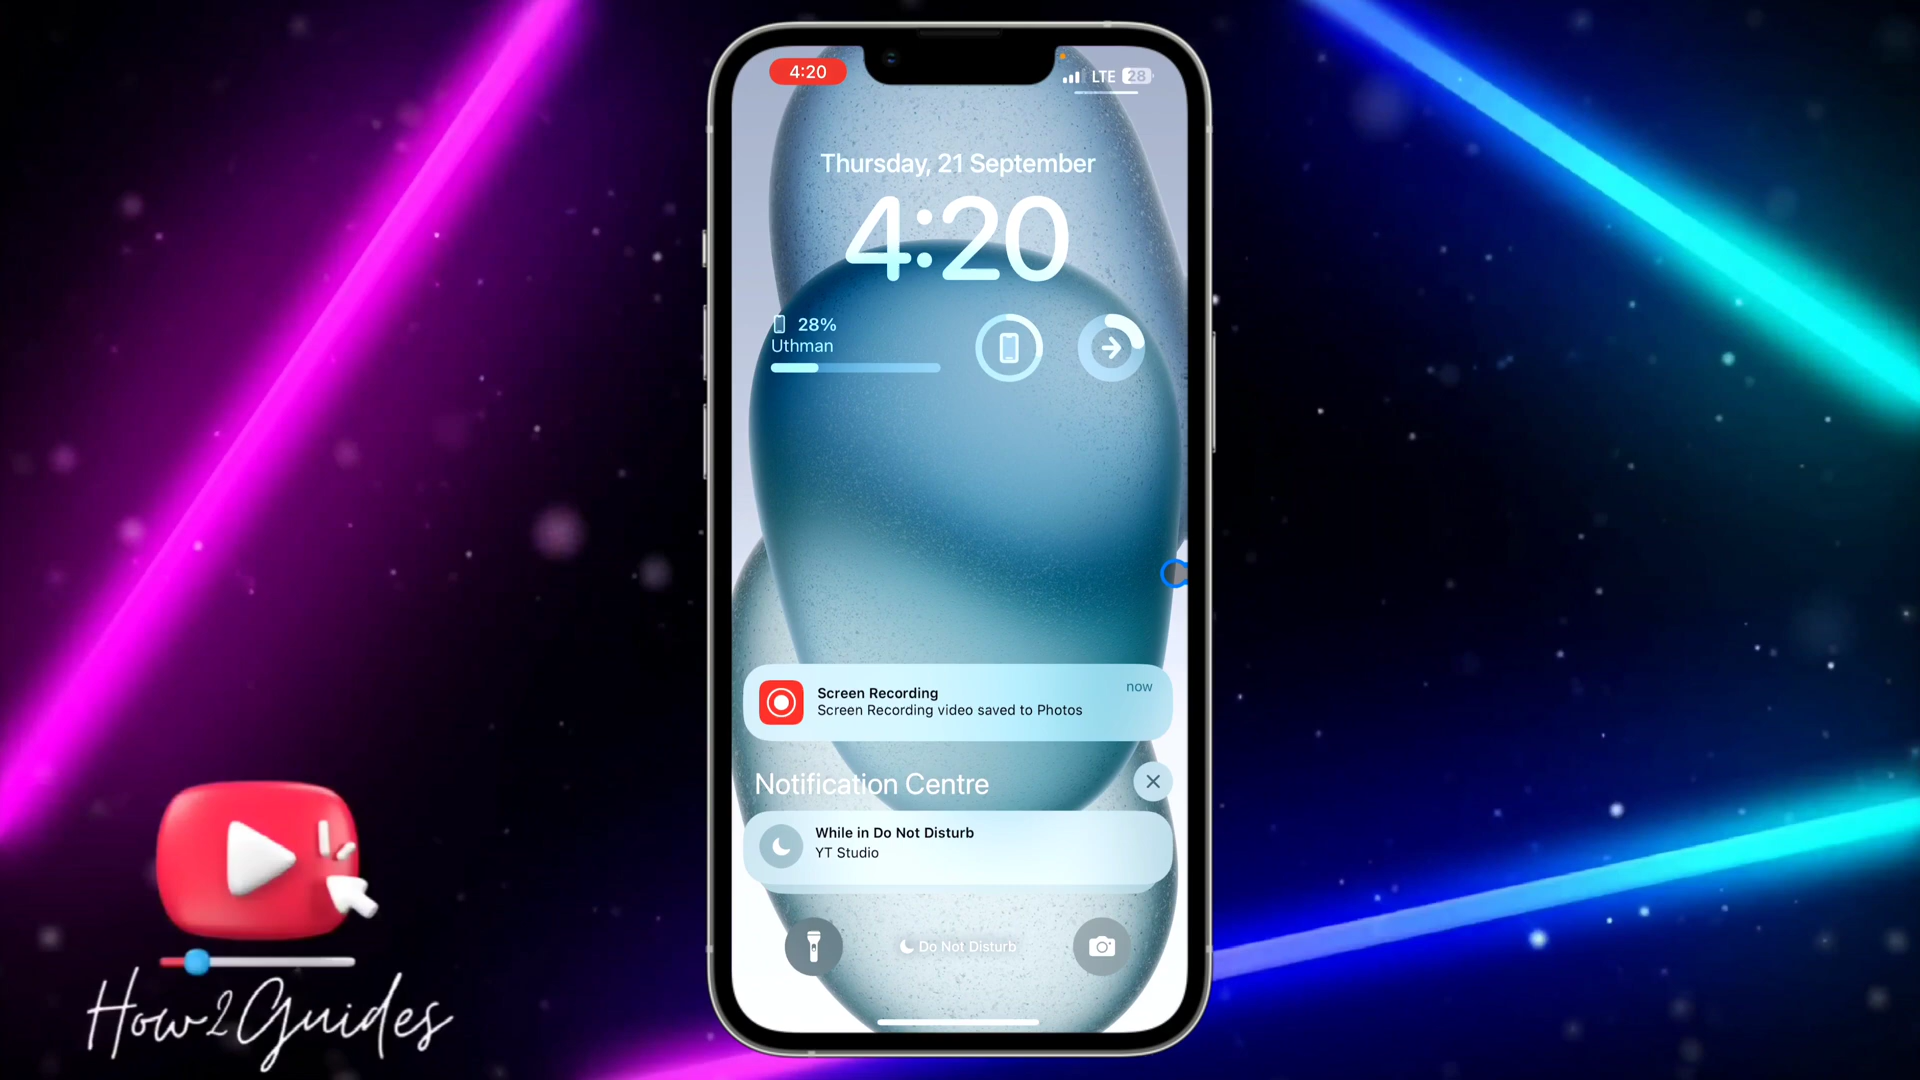 4:20
LTE 28
Thursday, 21 September
4:20
28%
Uthman
Screen Recording
now
Screen Recording video saved to Photos
Notification Centre
While in Do Not Disturb
YT Studio
Do Not Disturb
How2Guides